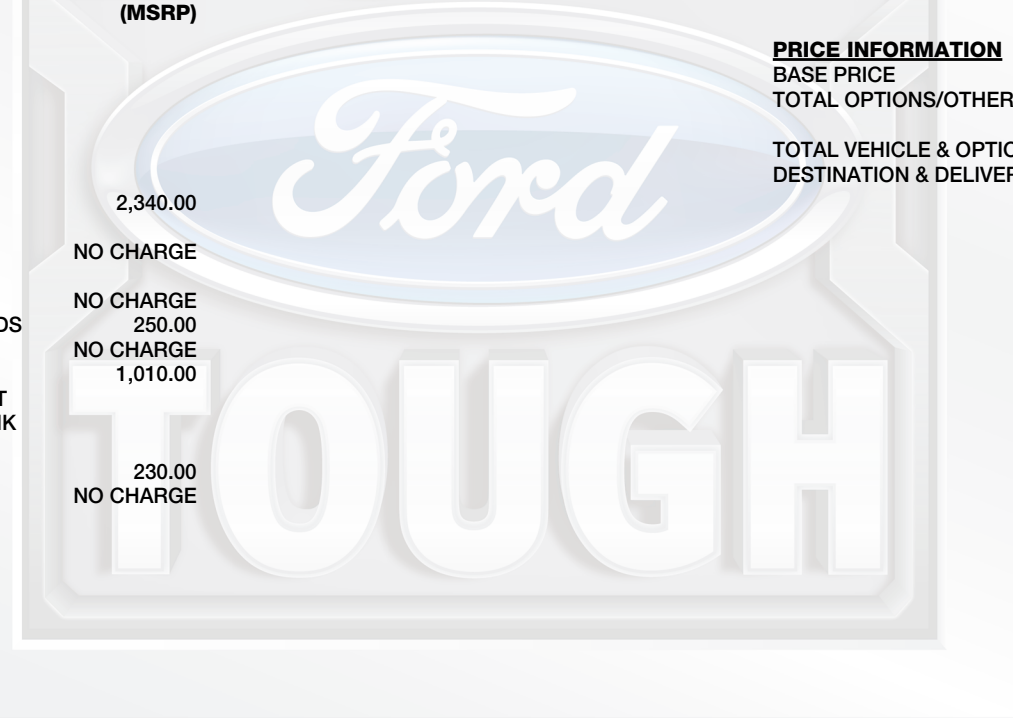 (MSRP)
2,340.00
NO CHARGE
NO CHARGE
DS 250.00
NO CHARGE
1,010.00
T
IK
230.00
NO CHARGE
PRICE INFORMATION
BASE PRICE
TOTAL OPTIONS/OTHER
TOTAL VEHICLE & OPTIO
DESTINATION & DELIVER
Ford
TOUGH